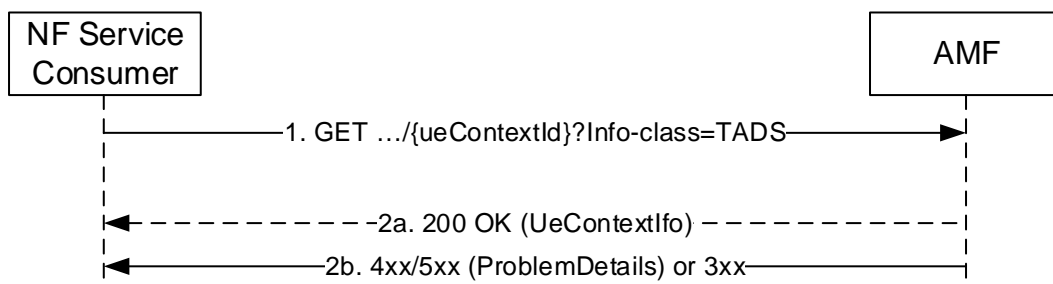 NF Service
Consumer
AMF
1. GET …/{ueContextId}?Info-class=TADS
2a. 200 OK (UeContextIfo)
2b. 4xx/5xx (ProblemDetails) or 3xx